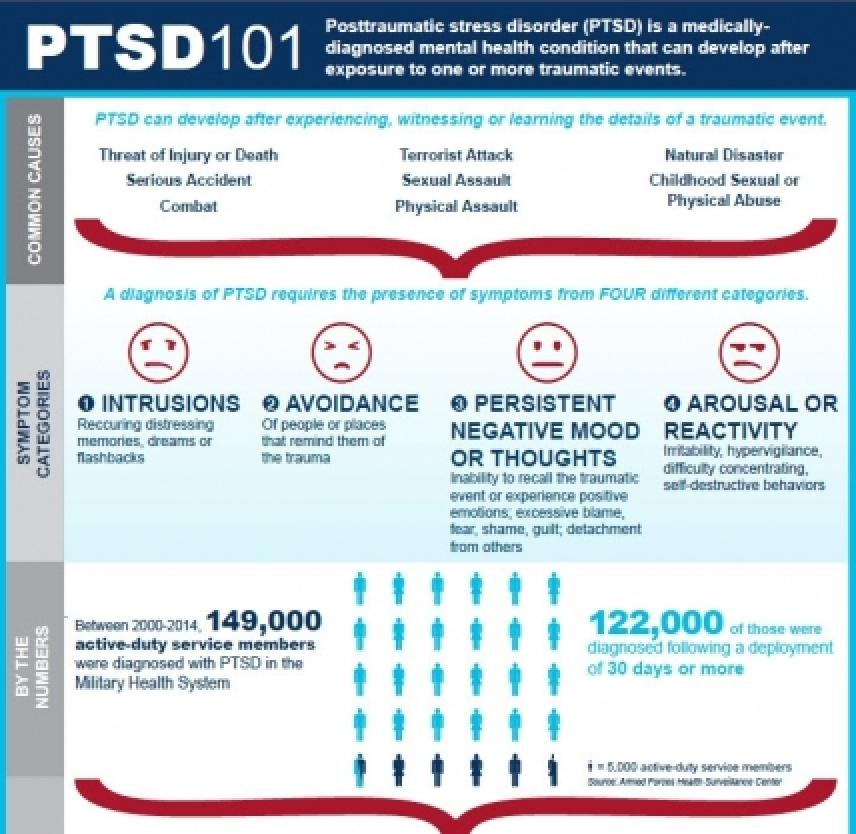 PTSD101
Posttraumatic stress disorder (PTSD) is a medically-
diagnosed mental health condition that can develop after
exposure to one or more traumatic events.
COMMON CAUSES
PTSD can develop after experiencing, witnessing or learning the details of a traumatic event.
Threat of Injury or Death
Serious Accident
Combat
Terrorist Attack
Sexual Assault
Physical Assault
Natural Disaster
Childhood Sexual or
Physical Abuse
SYMPTOM
CATEGORIES
A diagnosis of PTSD requires the presence of symptoms from FOUR different categories.
❶ INTRUSIONS
Reccuring distressing
memories, dreams or
flashbacks
❷ AVOIDANCE
Of people or places
that remind them of
the trauma
❸ PERSISTENT
NEGATIVE MOOD
OR THOUGHTS
Inability to recall the traumatic
event or experience positive
emotions; excessive blame,
fear, shame, guilt; detachment
from others
❹ AROUSAL OR
REACTIVITY
Irritability, hypervigilance,
difficulty concentrating,
self-destructive behaviors
BY THE
NUMBERS
Between 2000-2014, 149,000
active-duty service members
were diagnosed with PTSD in the
Military Health System
122,000 of those were
diagnosed following a deployment
of 30 days or more
= 5,000 active-duty service members
Source: Armed Forces Health Surveillance Center